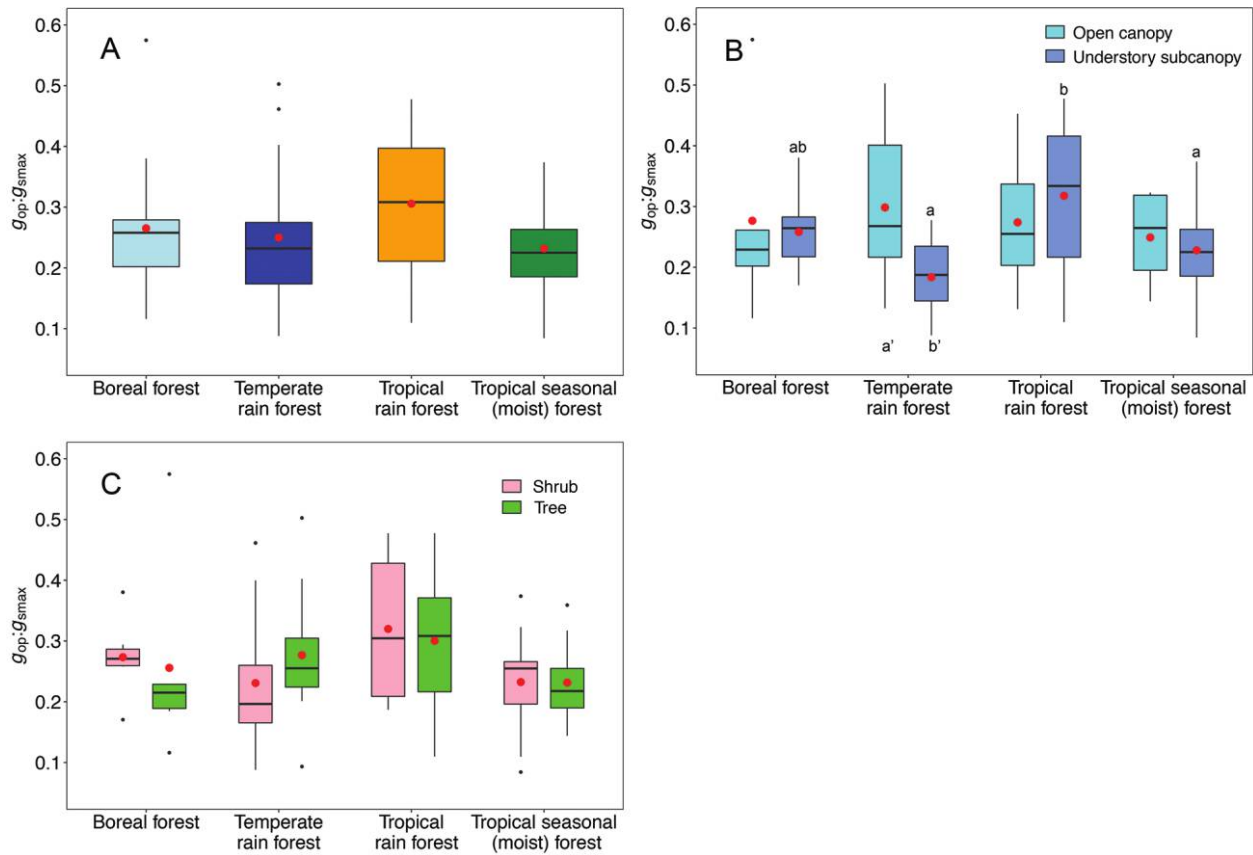 A
gop:gsmax
0.6
0.5
0.4
0.3
0.2
0.1
Boreal forest
Temperate
rain forest
Tropical
rain forest
Tropical seasonal
(moist) forest
B
Open canopy
Understory subcanopy
gop:gsmax
0.6
0.5
0.4
0.3
0.2
0.1
ab
a
b
a
a’
b’
Boreal forest
Temperate
rain forest
Tropical
rain forest
Tropical seasonal
(moist) forest
C
Shrub
Tree
gop:gsmax
0.6
0.5
0.4
0.3
0.2
0.1
Boreal forest
Temperate
rain forest
Tropical
rain forest
Tropical seasonal
(moist) forest